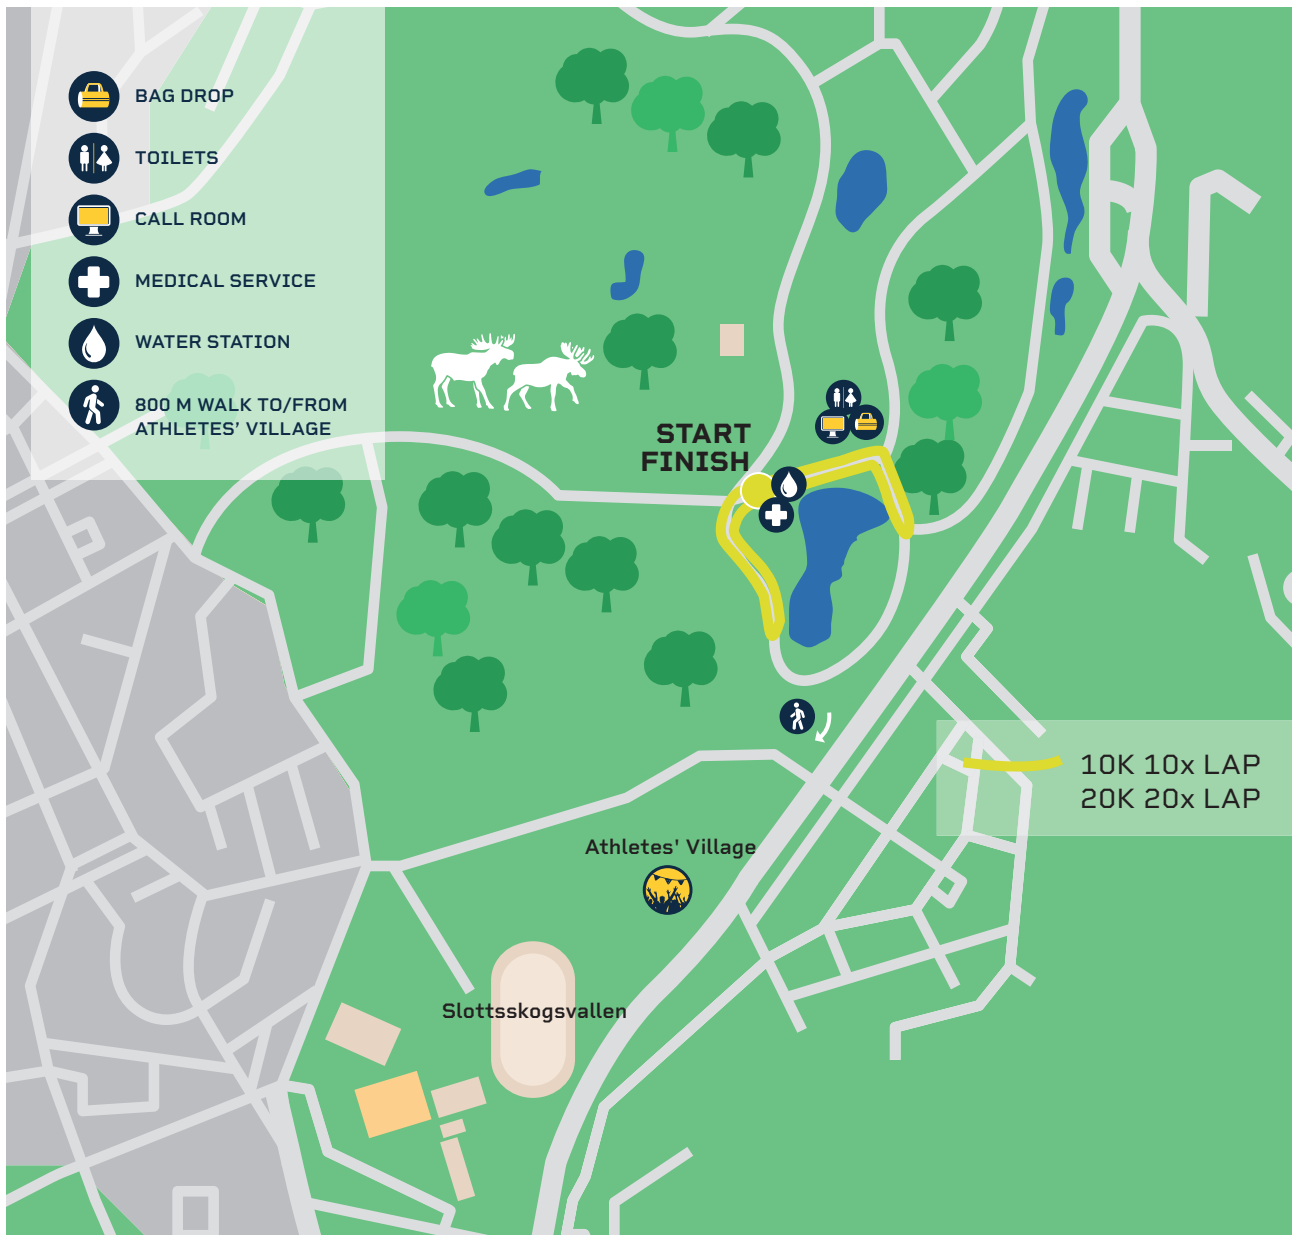 BAG DROP
TOILETS
CALL ROOM
MEDICAL SERVICE
WATER STATION
800 M WALK TO/FROM
ATHLETES' VILLAGE
START
FINISH
10K 10x LAP
20K 20x LAP
Athletes' Village
Slottsskogsvallen